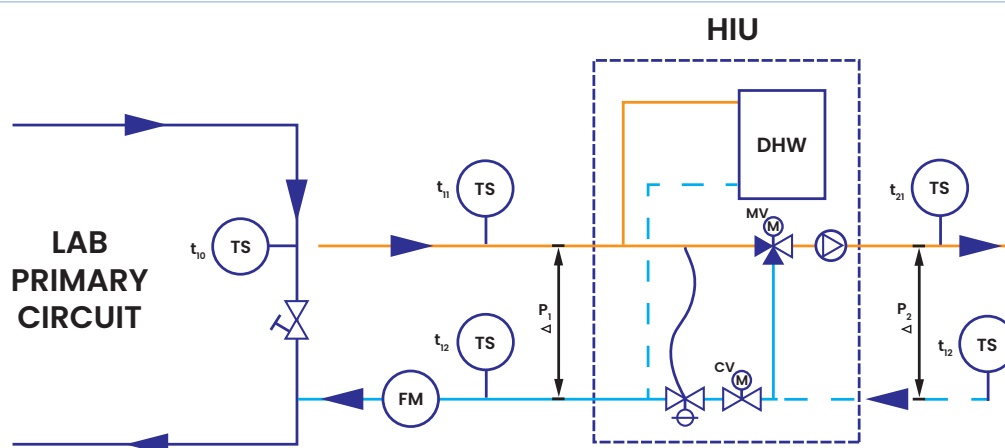 HIU
DHW
t₁₁
TS
t₂₁
TS
MV
M
t₁₀
TS
LAB
PRIMARY
CIRCUIT
Δ P₁
Δ P₂
t₁₂
TS
t₁₂
TS
CV
M
FM